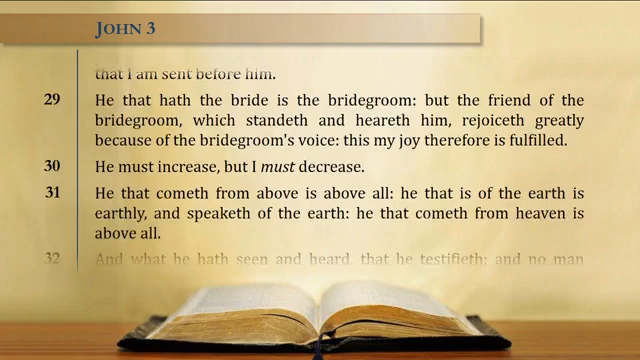 JOHN 3
that I am sent before him.
29 He that hath the bride is the bridegroom: but the friend of the
bridegroom, which standeth and heareth him, rejoiceth greatly
because of the bridegroom's voice: this my joy therefore is fulfilled.
30 He must increase, but I must decrease.
31 He that cometh from above is above all: he that is of the earth is
earthly, and speaketh of the earth: he that cometh from heaven is
above all.
32 And what he hath seen and heard, that he testifieth; and no man